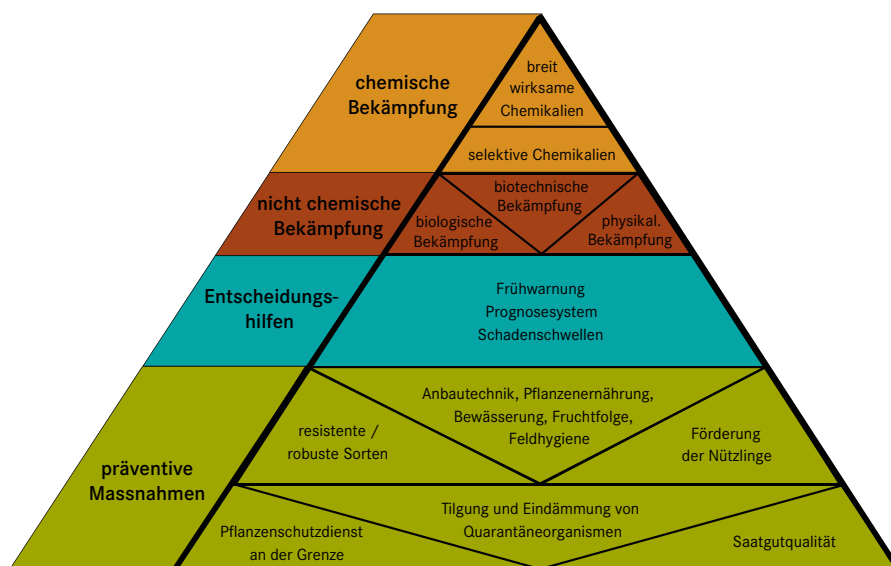 chemische
Bekämpfung
breit
wirksame
Chemikalien
selektive Chemikalien
nicht chemische
Bekämpfung
biologische
Bekämpfung
biotechnische
Bekämpfung
physikal.
Bekämpfung
Entscheidungs-
hilfen
Frühwarnung
Prognosesystem
Schadenschwellen
präventive
Massnahmen
resistente /
robuste Sorten
Anbautechnik, Pflanzenernährung,
Bewässerung, Fruchtfolge,
Feldhygiene
Förderung
der Nützlinge
Pflanzenschutzdienst
an der Grenze
Tilgung und Eindämmung von
Quarantäneorganismen
Saatgutqualität